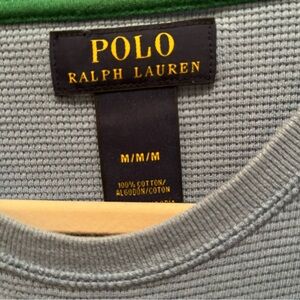 POLO
RALPH LAUREN
M/M/M
100% COTTON/
ALGODÓN/COTON